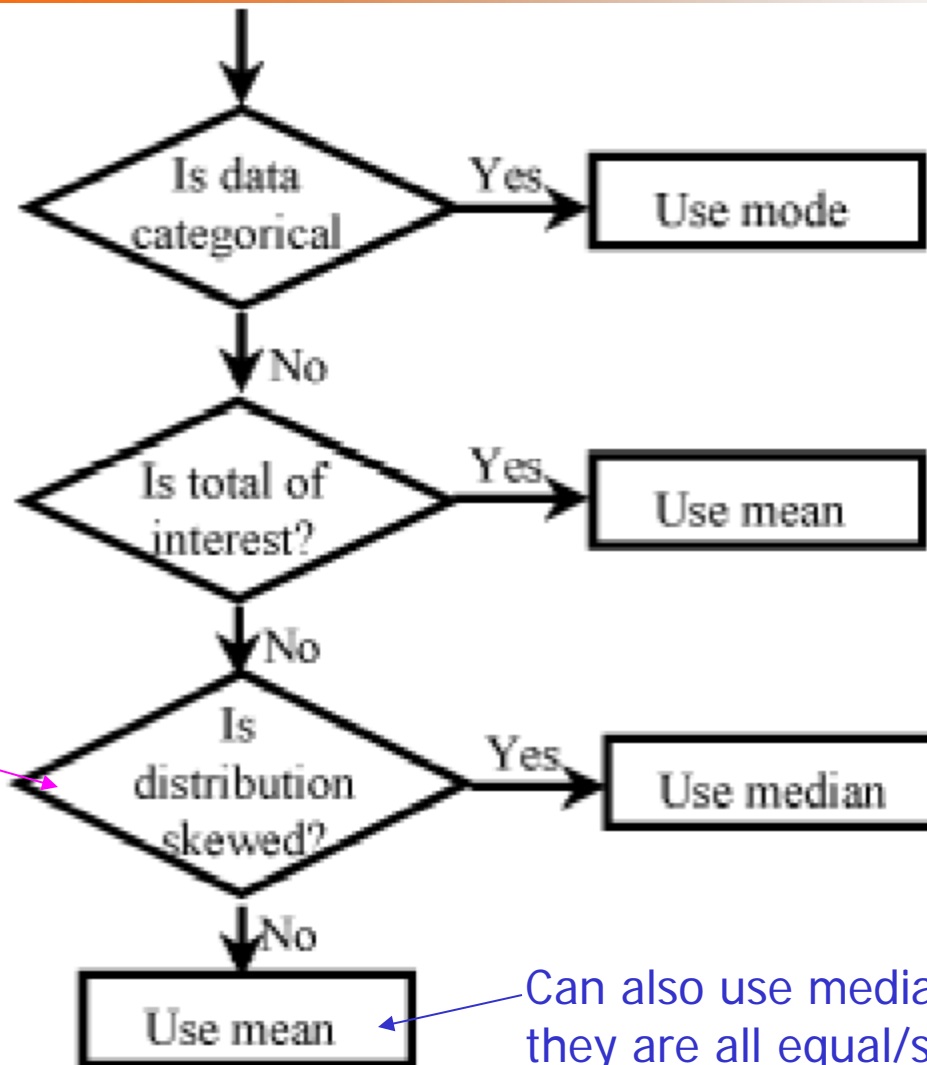 Is data
categorical
Yes
Use mode
No
Is total of
interest?
Yes
Use mean
No
Is
distribution
skewed?
Yes
Use median
No
Use mean
Can also use media
they are all equal/s